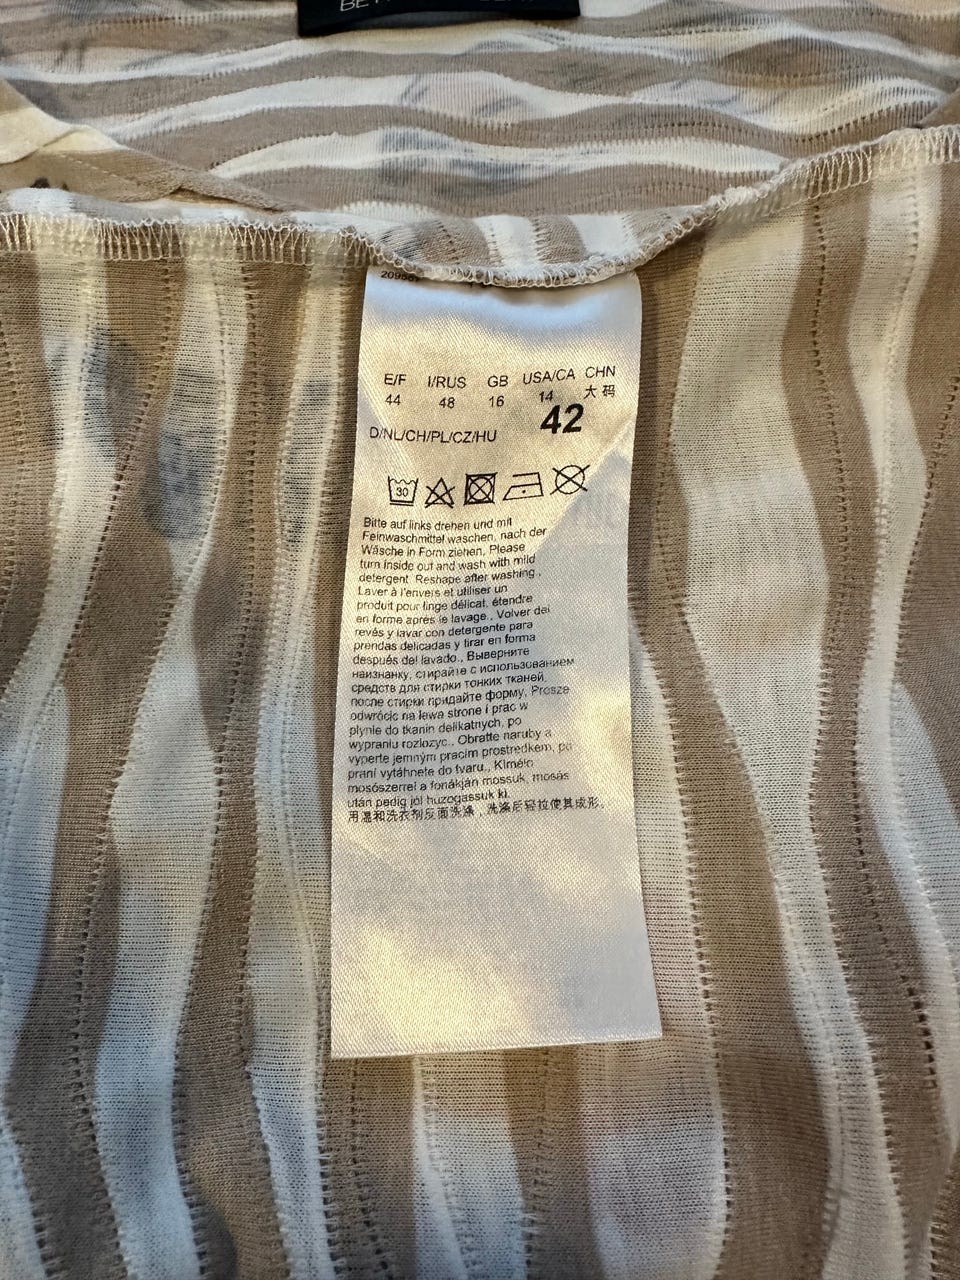 E/F I/RUS GB USA/CA CHN
44 48 16 14 大码
D/NL/CH/PL/CZ/HU 42
30
Bitte auf links drehen und mit
Feinwaschmittel waschen, nach der
Wäsche in Form ziehen, Please
turn inside out and wash with mild
detergent. Reshape after washing.,
Laver à l'envers et utiliser un
produit pour linge délicat, étendre
en forme après le lavage., Volver del
revés y lavar con detergente para
prendas delicadas y tirar en forma
después del lavado., Выверните
наизнанку, стирайте с использованием
средств для стирки тонких тканей,
после стирки придайте форму, Prosze
odwrócic na lewa strone i prac w
plynie do tkanin delikatnych, po
wypraniu rozlozyc., Obratte naruby a
vyperte jemným pracim prostredkem, po
praní vytáhnete do tvaru., Kímélo
mosószerrel a fonákján mossuk, mosás
után pedig jól huzogassuk ki.
用温和洗衣剂反面洗涤，洗涤后轻拉使其成形。